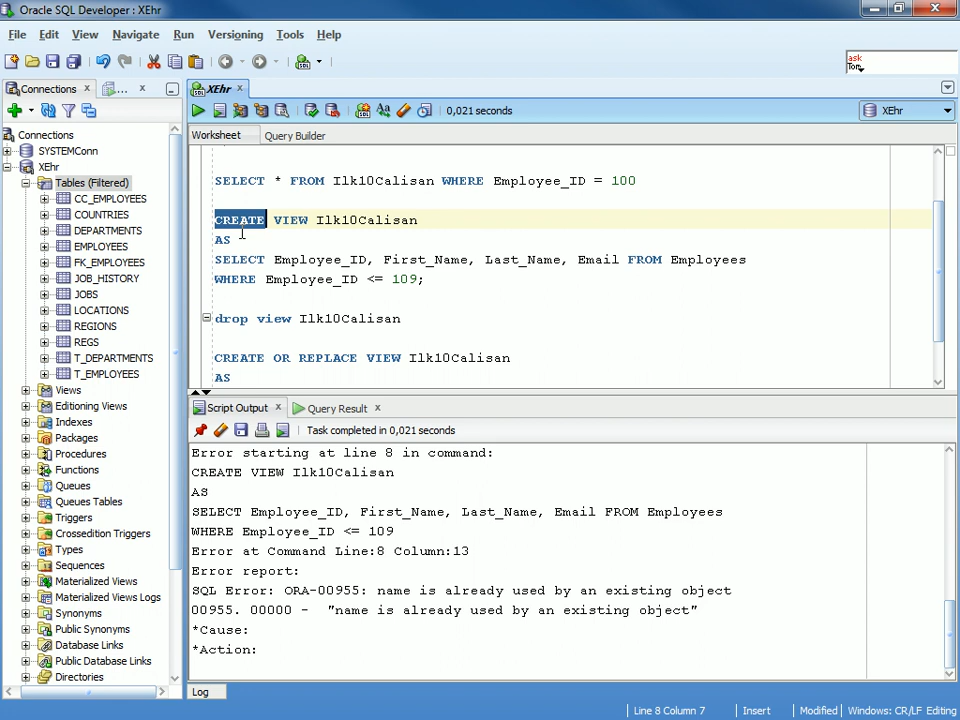 Oracle SQL Developer : XEhr
File Edit View Navigate Run Versioning Tools Help
ask
Tom
Connections
...
XEhr
0,021 seconds
XEhr
Worksheet Query Builder
Connections
SYSTEMConn
XEhr
Tables (Filtered)
CC_EMPLOYEES
COUNTRIES
DEPARTMENTS
EMPLOYEES
FK_EMPLOYEES
JOB_HISTORY
JOBS
LOCATIONS
REGIONS
REGS
T_DEPARTMENTS
T_EMPLOYEES
Views
Editioning Views
Indexes
Packages
Procedures
Functions
Queues
Queues Tables
Triggers
Crossedition Triggers
Types
Sequences
Materialized Views
Materialized Views Logs
Synonyms
Public Synonyms
Database Links
Public Database Links
Directories
SELECT * FROM Ilk10Calisan WHERE Employee_ID = 100
CREATE VIEW Ilk10Calisan
AS
SELECT Employee_ID, First_Name, Last_Name, Email FROM Employees
WHERE Employee_ID <= 109;
drop view Ilk10Calisan
CREATE OR REPLACE VIEW Ilk10Calisan
AS
Script Output Query Result
Task completed in 0,021 seconds
Error starting at line 8 in command:
CREATE VIEW Ilk10Calisan
AS
SELECT Employee_ID, First_Name, Last_Name, Email FROM Employees
WHERE Employee_ID <= 109
Error at Command Line:8 Column:13
Error report:
SQL Error: ORA-00955: name is already used by an existing object
00955. 00000 - "name is already used by an existing object"
*Cause:
*Action:
Log
Line 8 Column 7 Insert Modified Windows: CR/LF Editing